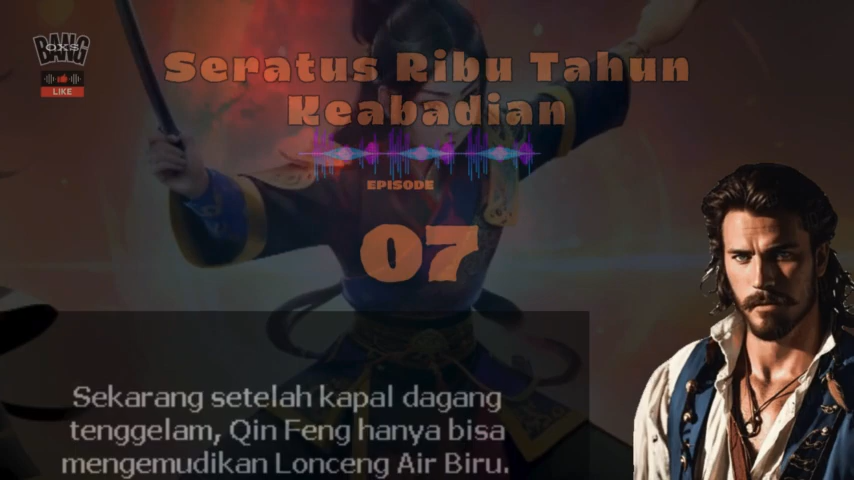 BANG
OXS
LIKE
Seratus Ribu Tahun
Keabadian
EPISODE
07
Sekarang setelah kapal dagang
tenggelam, Qin Feng hanya bisa
mengemudikan Lonceng Air Biru.